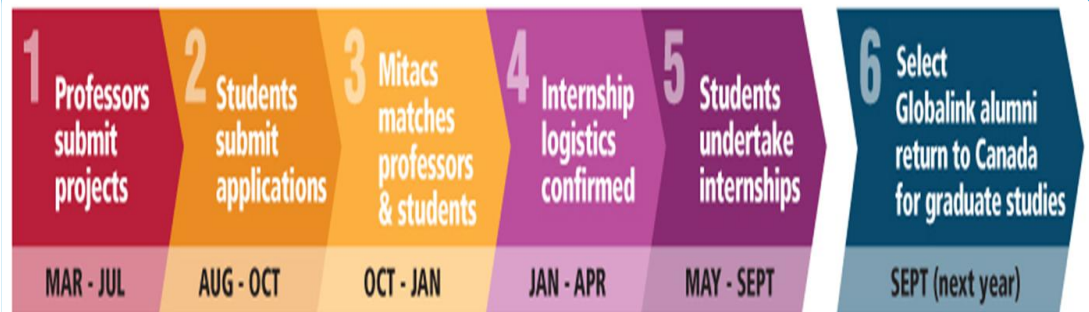 1
Professors
submit
projects
MAR - JUL
2
Students
submit
applications
AUG - OCT
3
Mitacs
matches
professors
& students
OCT - JAN
4
Internship
logistics
confirmed
JAN - APR
5
Students
undertake
internships
MAY - SEPT
6
Select
Globalink alumni
return to Canada
for graduate studies
SEPT (next year)